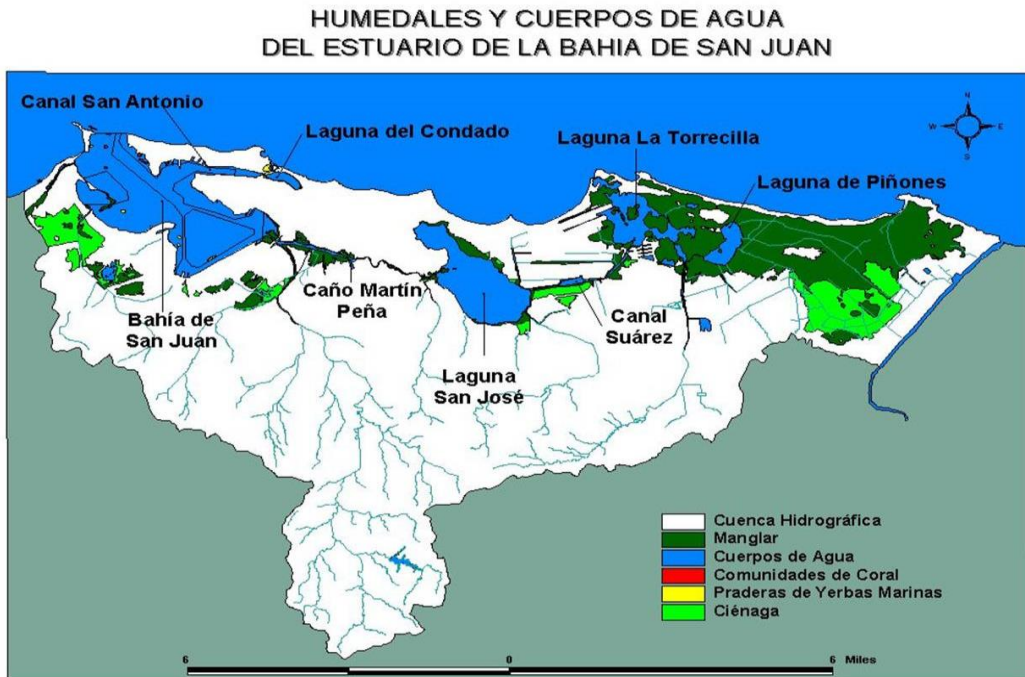 HUMEDALES Y CUERPOS DE AGUA
DEL ESTUARIO DE LA BAHIA DE SAN JUAN
Canal San Antonio
Laguna del Condado
Laguna La Torrecilla
Laguna de Piñones
N
W
E
S
Caño Martín
Peña
Bahía de
San Juan
Canal
Suárez
Laguna
San José
Cuenca Hidrográfica
Manglar
Cuerpos de Agua
Comunidades de Coral
Praderas de Yerbas Marinas
Ciénaga
6
0
6 Miles